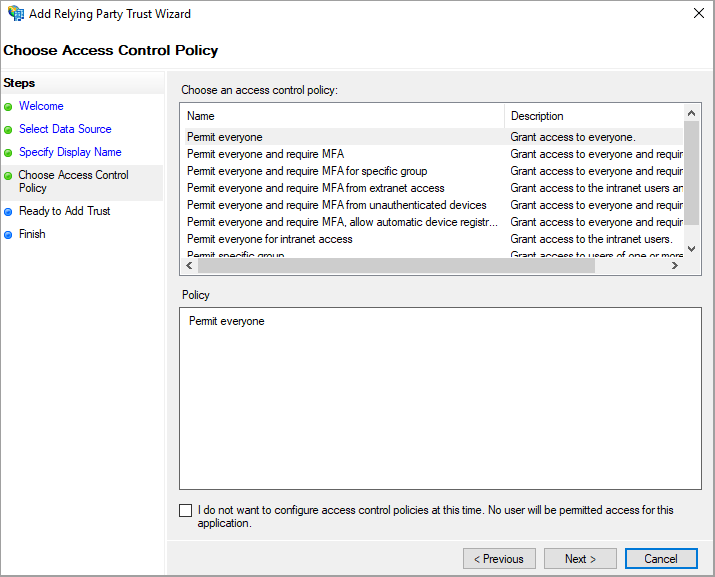 Add Relying Party Trust Wizard
Choose Access Control Policy
Steps
Welcome
Select Data Source
Specify Display Name
Choose Access Control
Policy
Ready to Add Trust
Finish
Choose an access control policy:
Name Description
Permit everyone Grant access to everyone.
Permit everyone and require MFA Grant access to everyone and requir
Permit everyone and require MFA for specific group Grant access to everyone and requir
Permit everyone and require MFA from extranet access Grant access to the intranet users an
Permit everyone and require MFA from unauthenticated devices Grant access to everyone and requir
Permit everyone and require MFA, allow automatic device registr... Grant access to everyone and requir
Permit everyone for intranet access Grant access to the intranet users.
Permit specific group Grant access to users of one or more
Policy
Permit everyone
I do not want to configure access control policies at this time. No user will be permitted access for this
application.
< Previous Next > Cancel